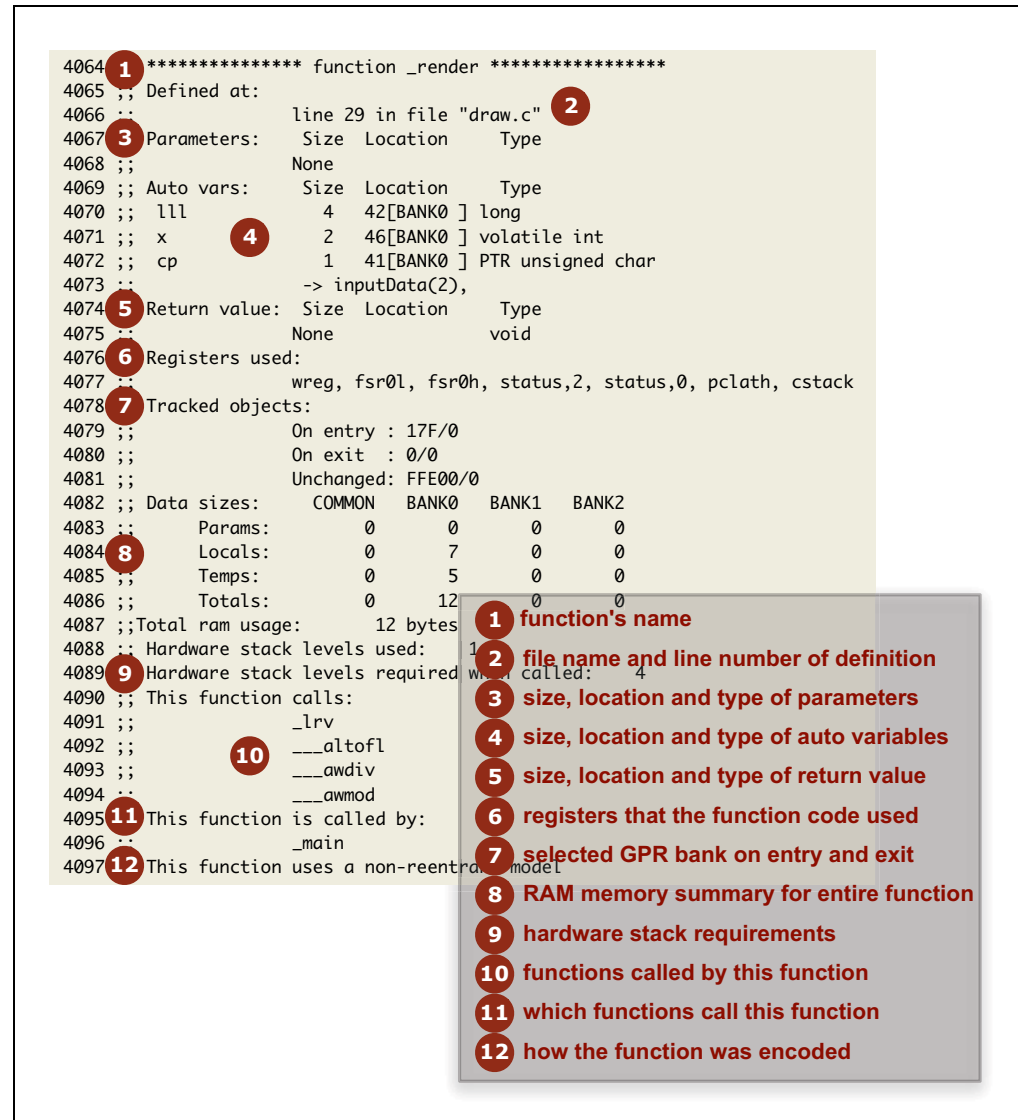 4064 1 *************** function _render *****************
4065 ;; Defined at:
4066 ;; line 29 in file "draw.c" 2
4067 3 Parameters: Size Location Type
4068 ;; None
4069 ;; Auto vars: Size Location Type
4070 ;; lll 4 42[BANK0 ] long
4071 ;; x 4 2 46[BANK0 ] volatile int
4072 ;; cp 1 41[BANK0 ] PTR unsigned char
4073 ;; -> inputData(2),
4074 5 Return value: Size Location Type
4075 ;; None void
4076 6 Registers used:
4077 ;; wreg, fsr0l, fsr0h, status,2, status,0, pclath, cstack
4078 7 Tracked objects:
4079 ;; On entry : 17F/0
4080 ;; On exit : 0/0
4081 ;; Unchanged: FFE00/0
4082 ;; Data sizes: COMMON BANK0 BANK1 BANK2
4083 ;; Params: 0 0 0 0
4084 8 Locals: 0 7 0 0
4085 ;; Temps: 0 5 0 0
4086 ;; Totals: 0 12 0 0
4087 ;;Total ram usage: 12 bytes
4088 ;; Hardware stack levels used: 1
4089 9 Hardware stack levels required when called: 4
4090 ;; This function calls:
4091 ;; _lrv
4092 ;; 10 ___altofl
4093 ;; ___awdiv
4094 ;; ___awmod
4095 11 This function is called by:
4096 ;; _main
4097 12 This function uses a non-reentrant model
1 function's name
2 file name and line number of definition
3 size, location and type of parameters
4 size, location and type of auto variables
5 size, location and type of return value
6 registers that the function code used
7 selected GPR bank on entry and exit
8 RAM memory summary for entire function
9 hardware stack requirements
10 functions called by this function
11 which functions call this function
12 how the function was encoded